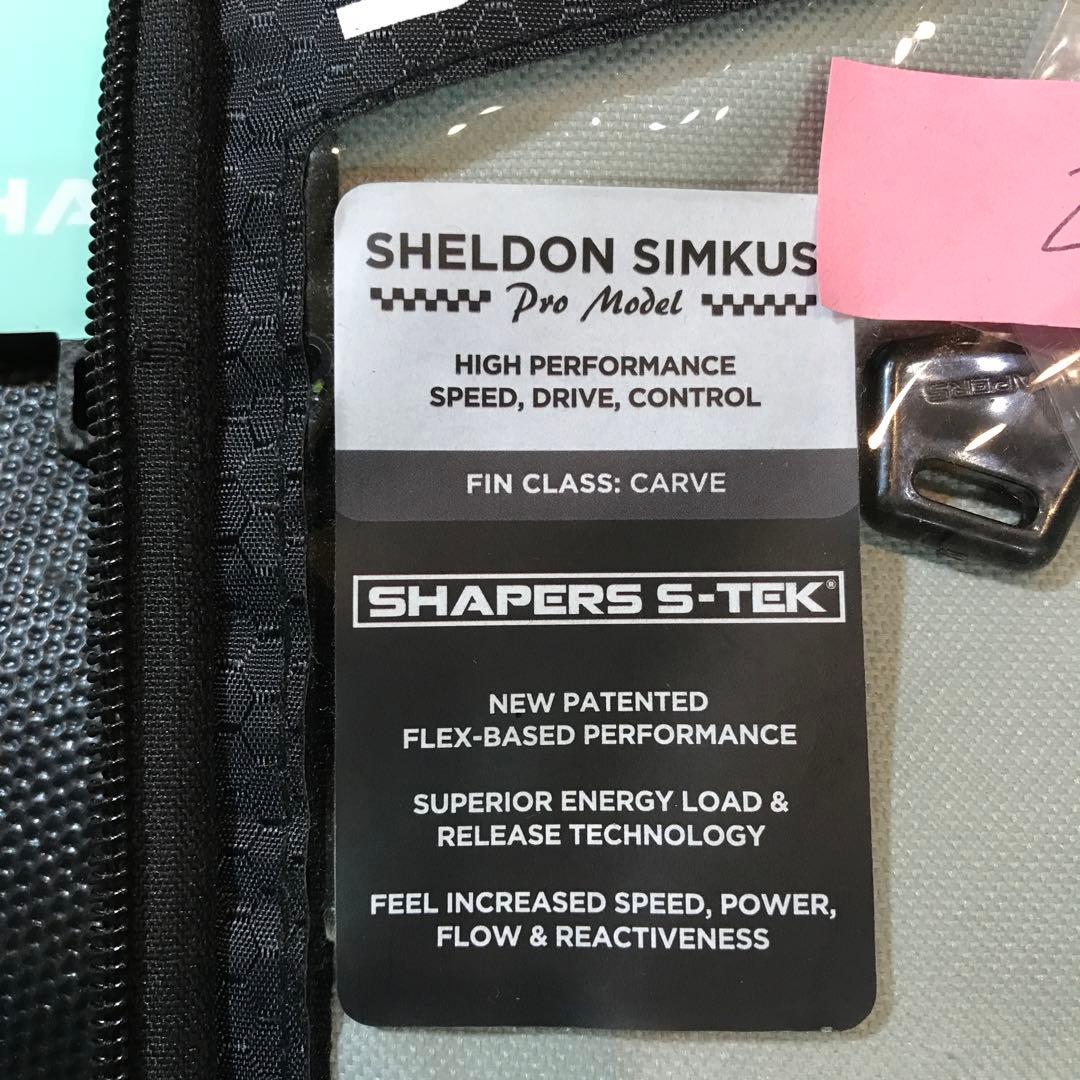 SHELDON SIMKUS
Pro Model
HIGH PERFORMANCE
SPEED, DRIVE, CONTROL
FIN CLASS: CARVE
SHAPERS S-TEK®
NEW PATENTED
FLEX-BASED PERFORMANCE
SUPERIOR ENERGY LOAD &
RELEASE TECHNOLOGY
FEEL INCREASED SPEED, POWER,
FLOW & REACTIVENESS